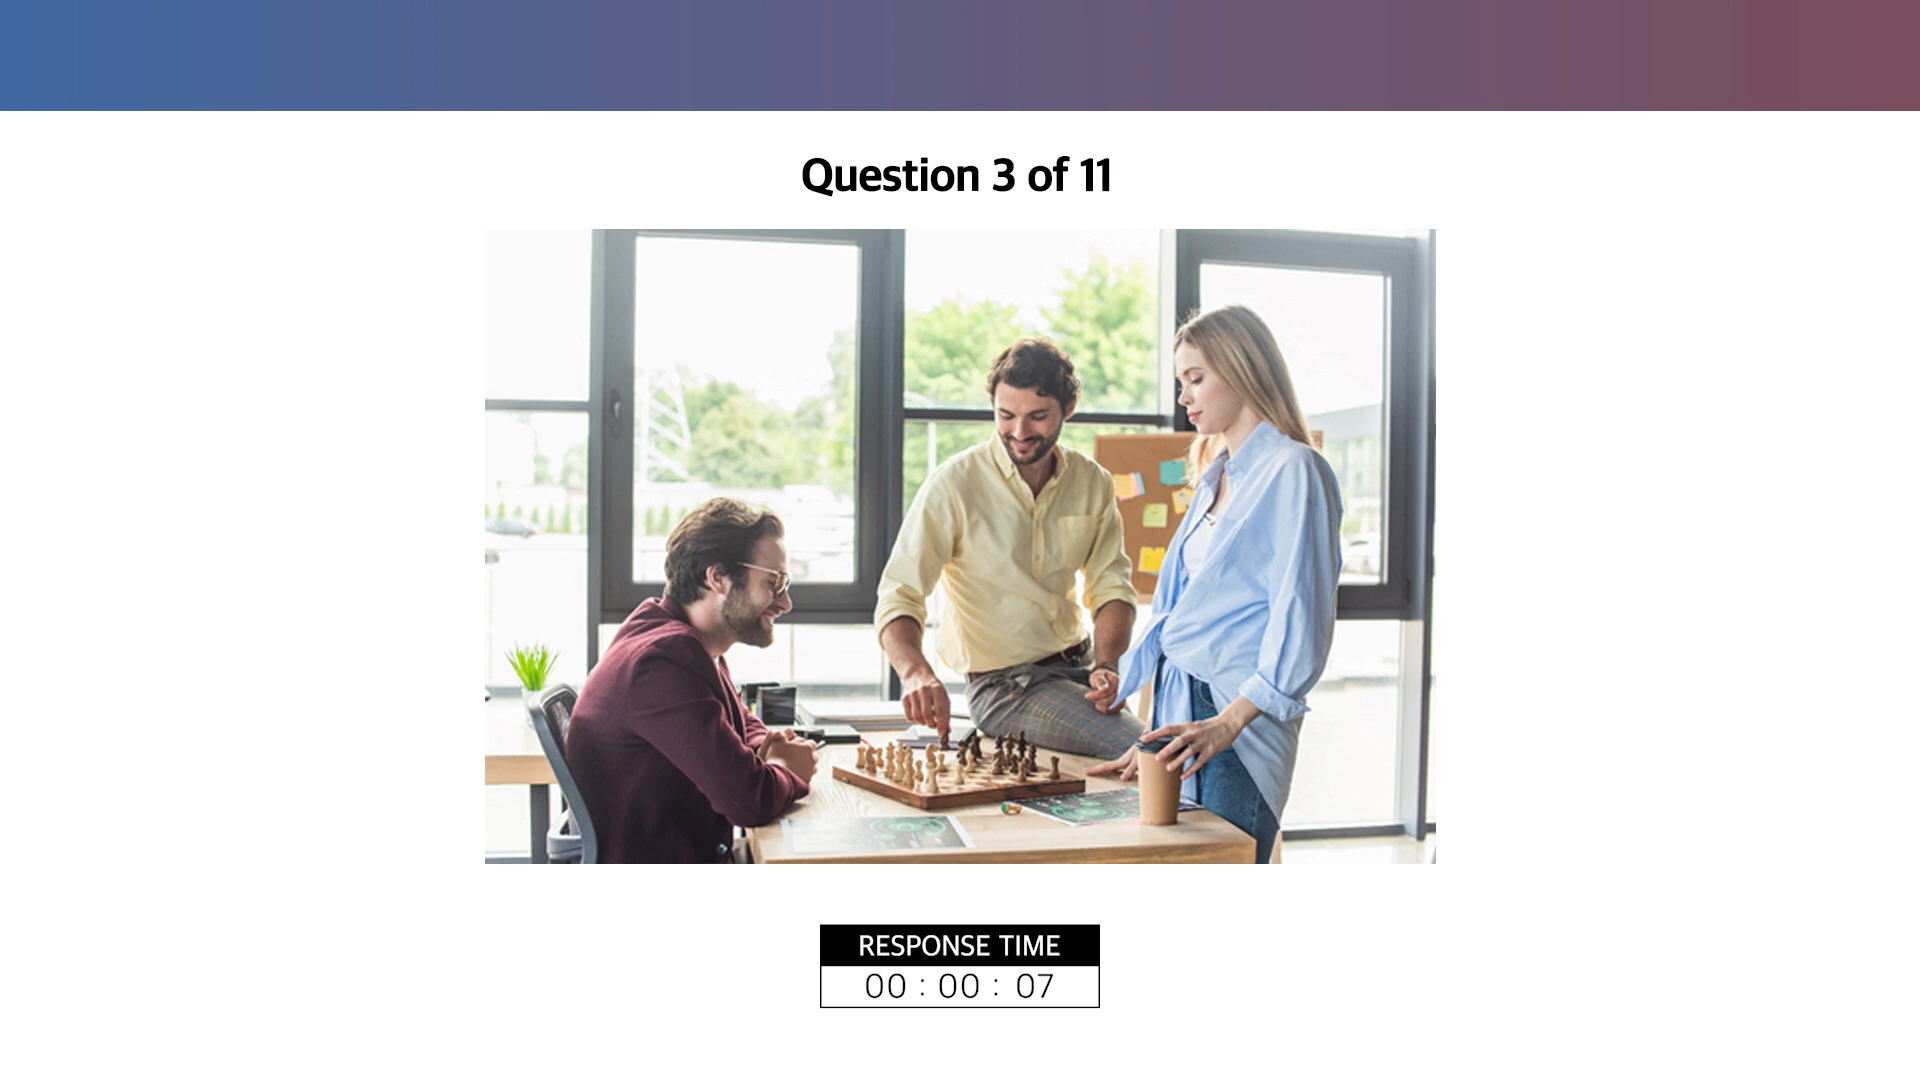 Question 3 of 11
RESPONSE TIME
00 : 00 : 07